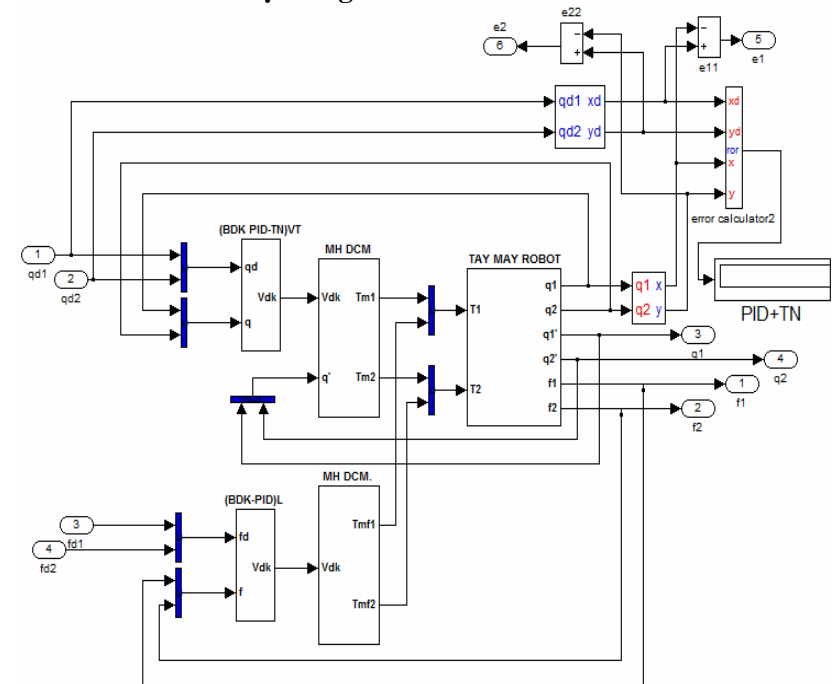 e22
e2
6
5
e1
e11
qd1 xd
qd2 yd
xd
yd
ror
x
y
error calculator2
1
qd1
2
qd2
(BDK PID-TN)VT
qd
Vdk
q
MH DCM
Vdk
Tm1
q'
Tm2
TAY MAY ROBOT
T1
T2
q1
q2
q1'
q2'
f1
f2
q1 x
q2 y
PID+TN
3
q1
4
q2
1
f1
2
f2
3
fd1
4
fd2
(BDK-PID)L
fd
Vdk
f
MH DCM.
Tmf1
Vdk
Tmf2